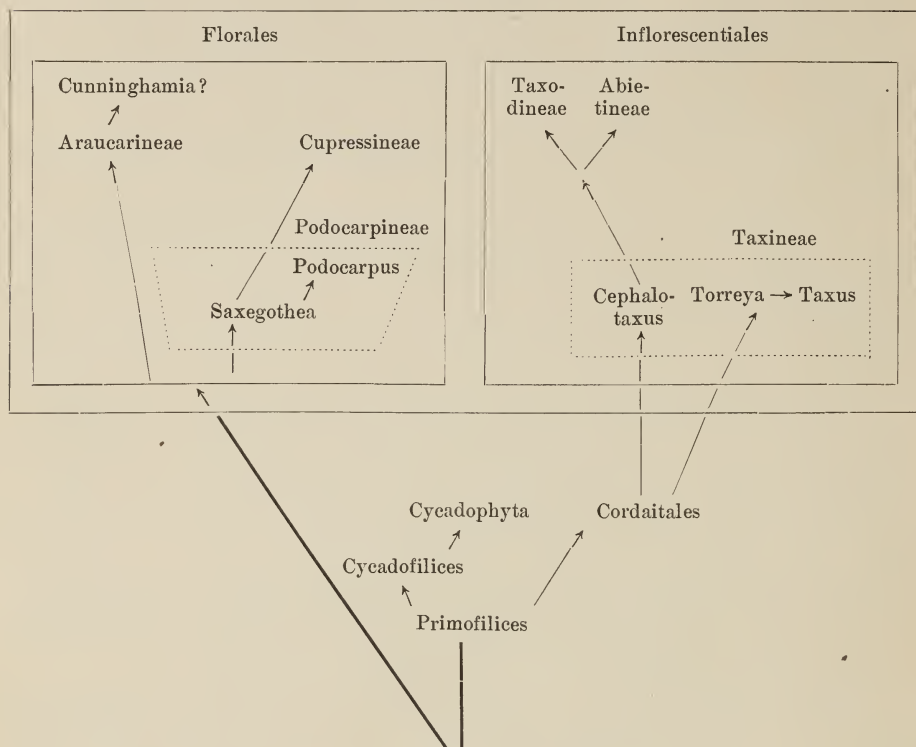 Florales
Cunninghamia?
Araucarineae
Cupressineae
Podocarpineae
Podocarpus
Saxegothea
Inflorescentiales
Taxo-
dineae
Abie-
tineae
Taxineae
Cephalo-
taxus
Torreya
Taxus
Cycadophyta
Cordaitales
Cycadofilices
Primofilices